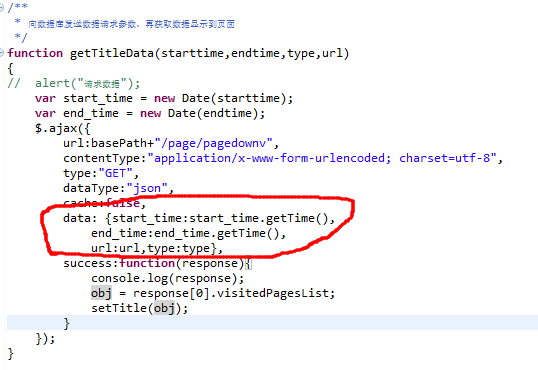 /**
 * 向数据库发送数据请求参数，再获取数据显示到页面
 */
function getTitleData(starttime,endtime,type,url)
{
//  alert("请求数据");
    var start_time = new Date(starttime);
    var end_time = new Date(endtime);
    $.ajax({
        url:basePath+"/page/pagedownv",
        contentType:"application/x-www-form-urlencoded; charset=utf-8",
        type:"GET",
        dataType:"json",
        cache:false,
        data: {start_time:start_time.getTime(),
            end_time:end_time.getTime(),
            url:url,type:type},
        success:function(response){
            console.log(response);
            obj = response[0].visitedPagesList;
            setTitle(obj);
        }
    });
}